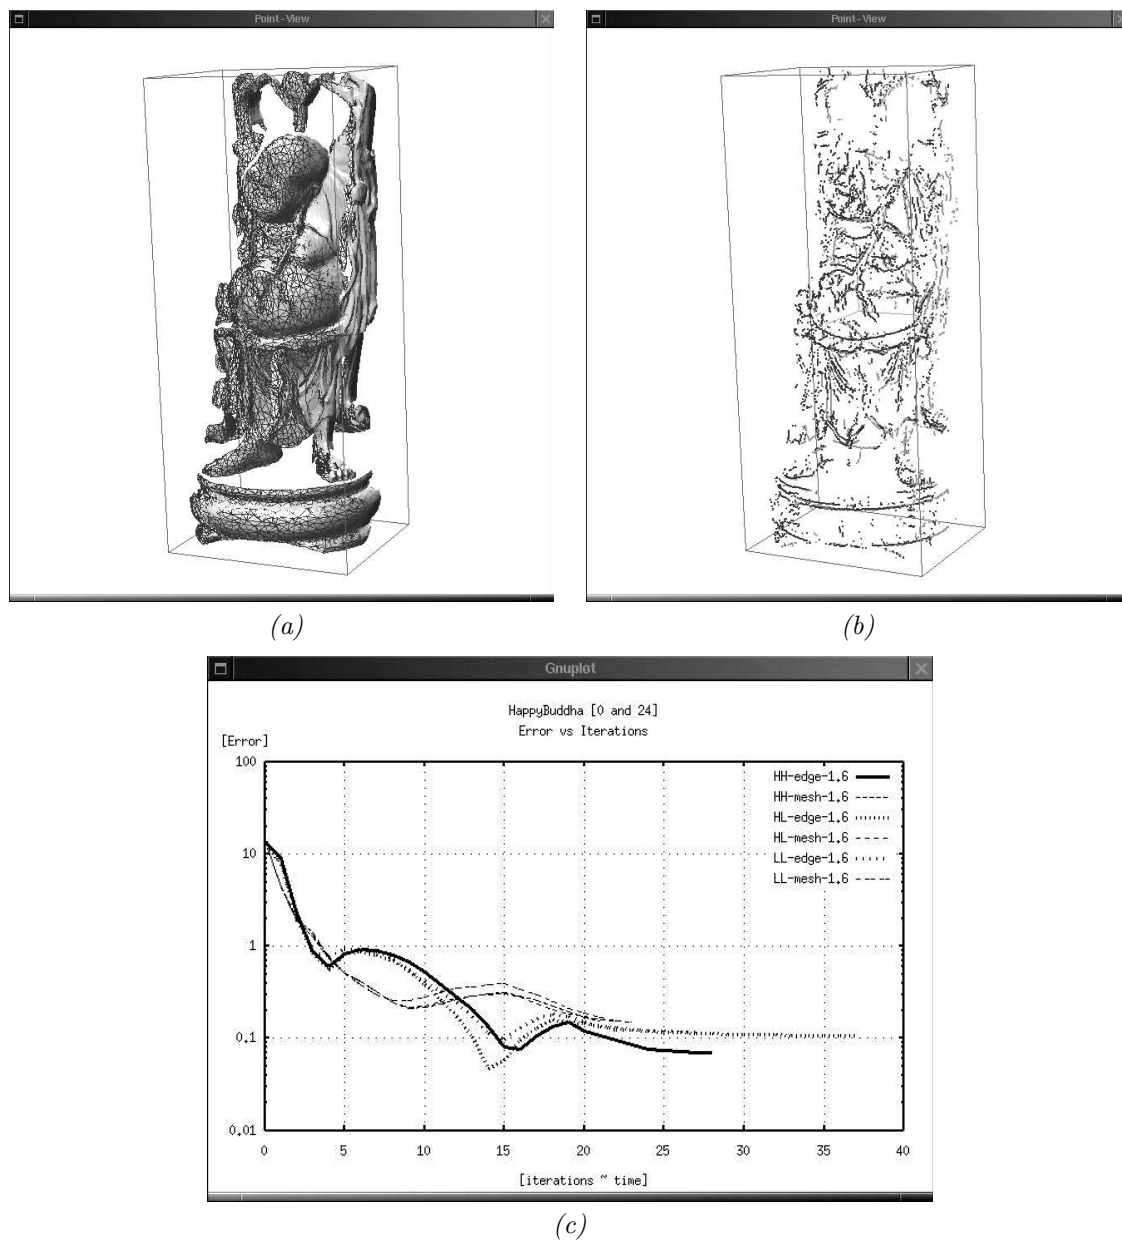 Point-View
Point-View
(a)
(b)
Gnuplot
HappyBuddha [0 and 24]
Error vs Iterations
[Error]
100
10
1
0.1
0.01
HH-edge-1.6
HH-mesh-1.6
HL-edge-1.6
HL-mesh-1.6
LL-edge-1.6
LL-mesh-1.6
0 5 10 15 20 25 30 35 40
[iterations ~ time]
(c)